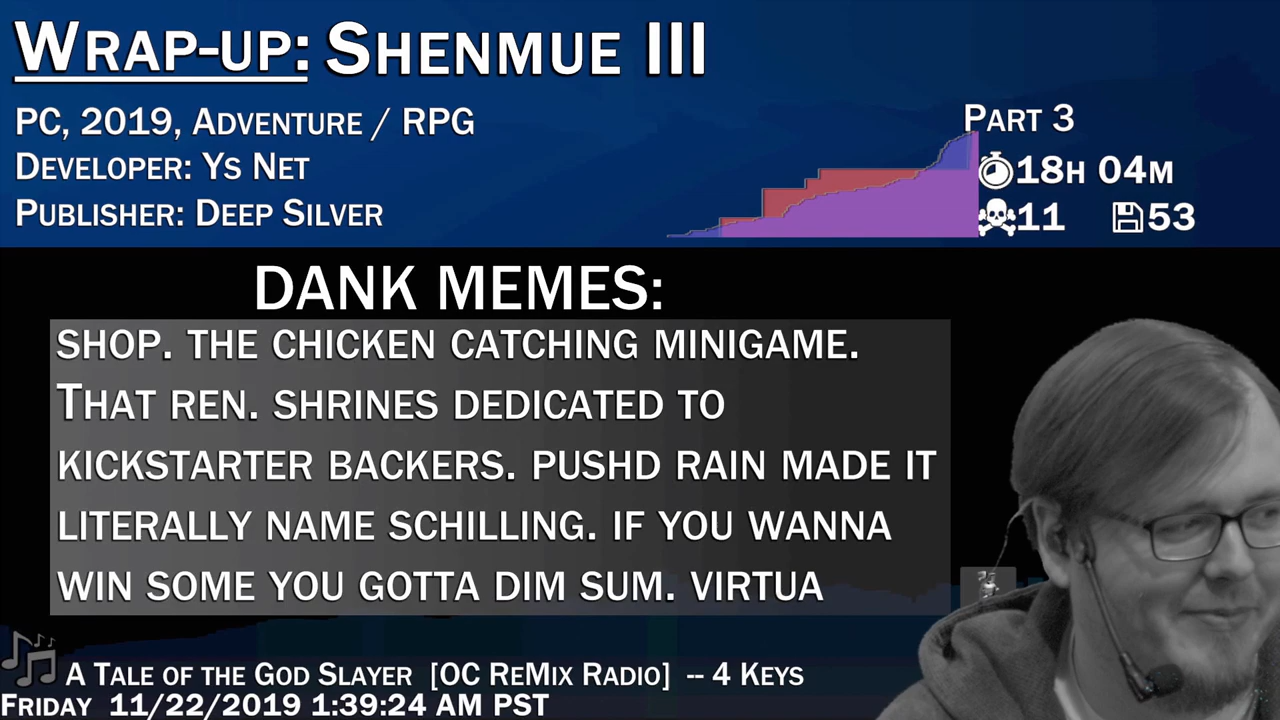 Wrap-up: Shenmue III
PC, 2019, Adventure / RPG
Developer: Ys Net
Publisher: Deep Silver
Part 3
18h 04m
11 53
DANK MEMES:
SHOP. THE CHICKEN CATCHING MINIGAME.
THAT REN. SHRINES DEDICATED TO
KICKSTARTER BACKERS. PUSHD RAIN MADE IT
LITERALLY NAME SCHILLING. IF YOU WANNA
WIN SOME YOU GOTTA DIM SUM. VIRTUA
A Tale of the God Slayer [OC ReMix Radio] -- 4 Keys
Friday 11/22/2019 1:39:24 AM PST